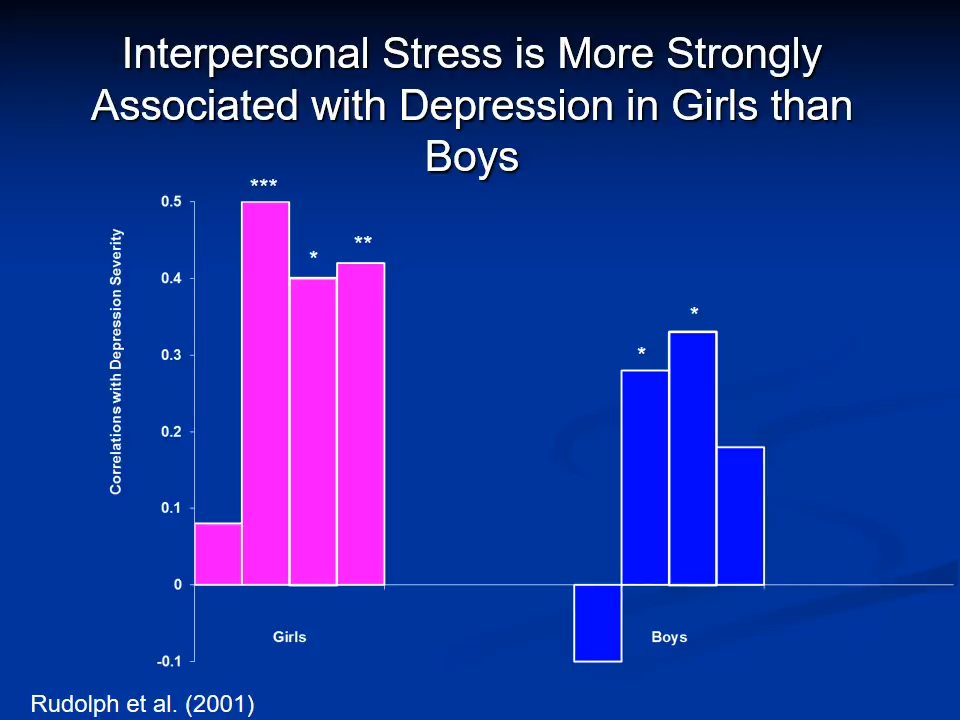 Interpersonal Stress is More Strongly
Associated with Depression in Girls than
Boys
Correlations with Depression Severity
0.5
0.4
0.3
0.2
0.1
0
-0.1
***
*
**
*
*
Girls
Boys
Rudolph et al. (2001)